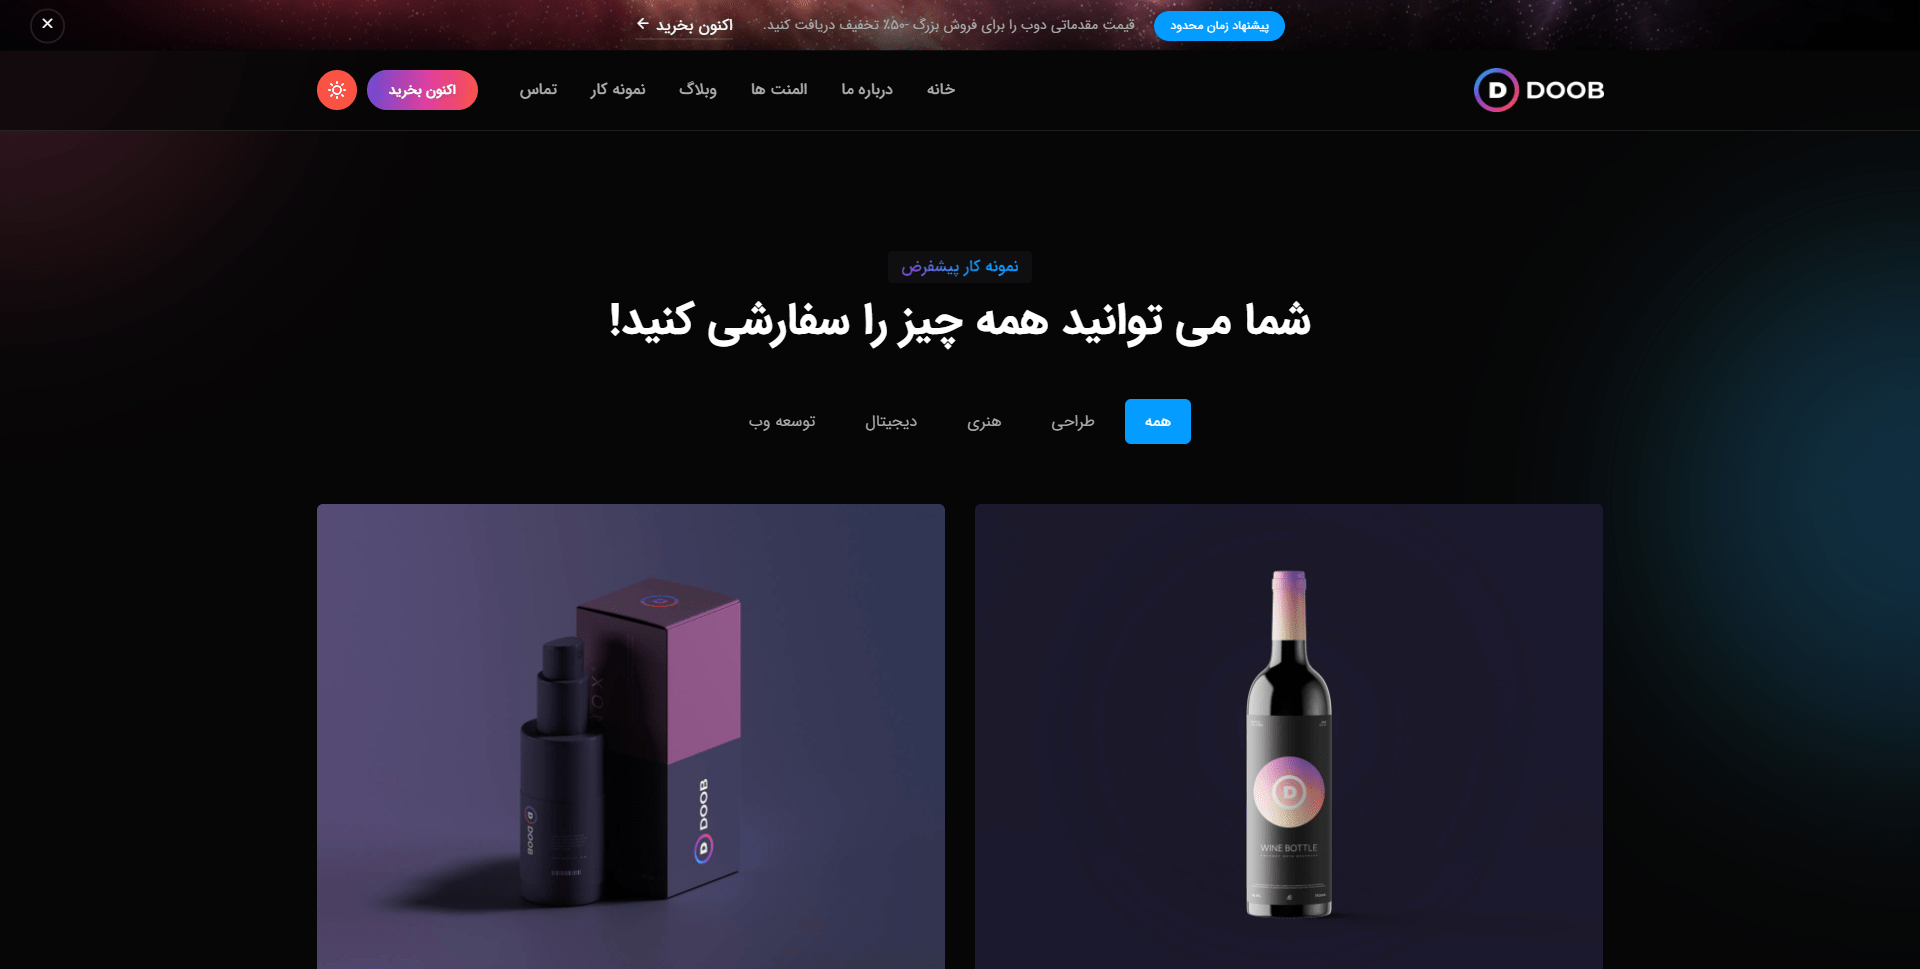 پیشنهاد زمان محدود قیمت مقدماتی دوب را برای فروش بزرگ -۵۰٪ تخفیف دریافت کنید. اکنون بخرید ←
D DOOB
خانه درباره ما المنت ها وبلاگ نمونه کار تماس اکنون بخرید
نمونه کار پیشفرض
شما می توانید همه چیز را سفارشی کنید!
همه طراحی هنری دیجیتال توسعه وب
D
WINE BOTTLE
D
D DOOB
D DOOB